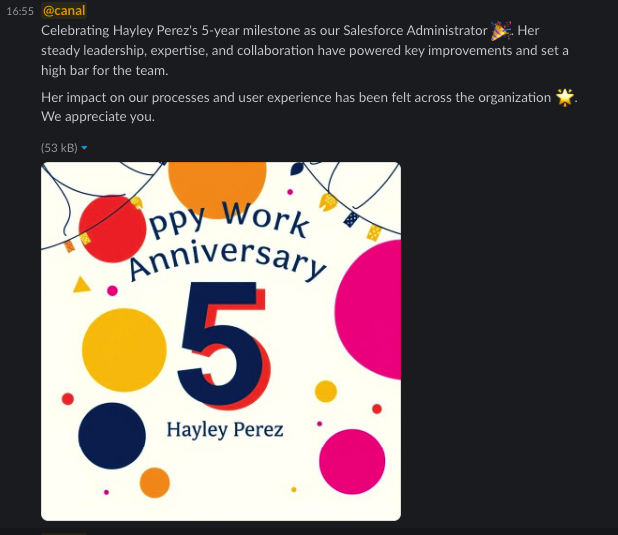 16:55 @canal
Celebrating Hayley Perez's 5-year milestone as our Salesforce Administrator 🎉. Her
steady leadership, expertise, and collaboration have powered key improvements and set a
high bar for the team.
Her impact on our processes and user experience has been felt across the organization 🌟.
We appreciate you.
(53 kB)
ppy Work
Anniversary
5
Hayley Perez